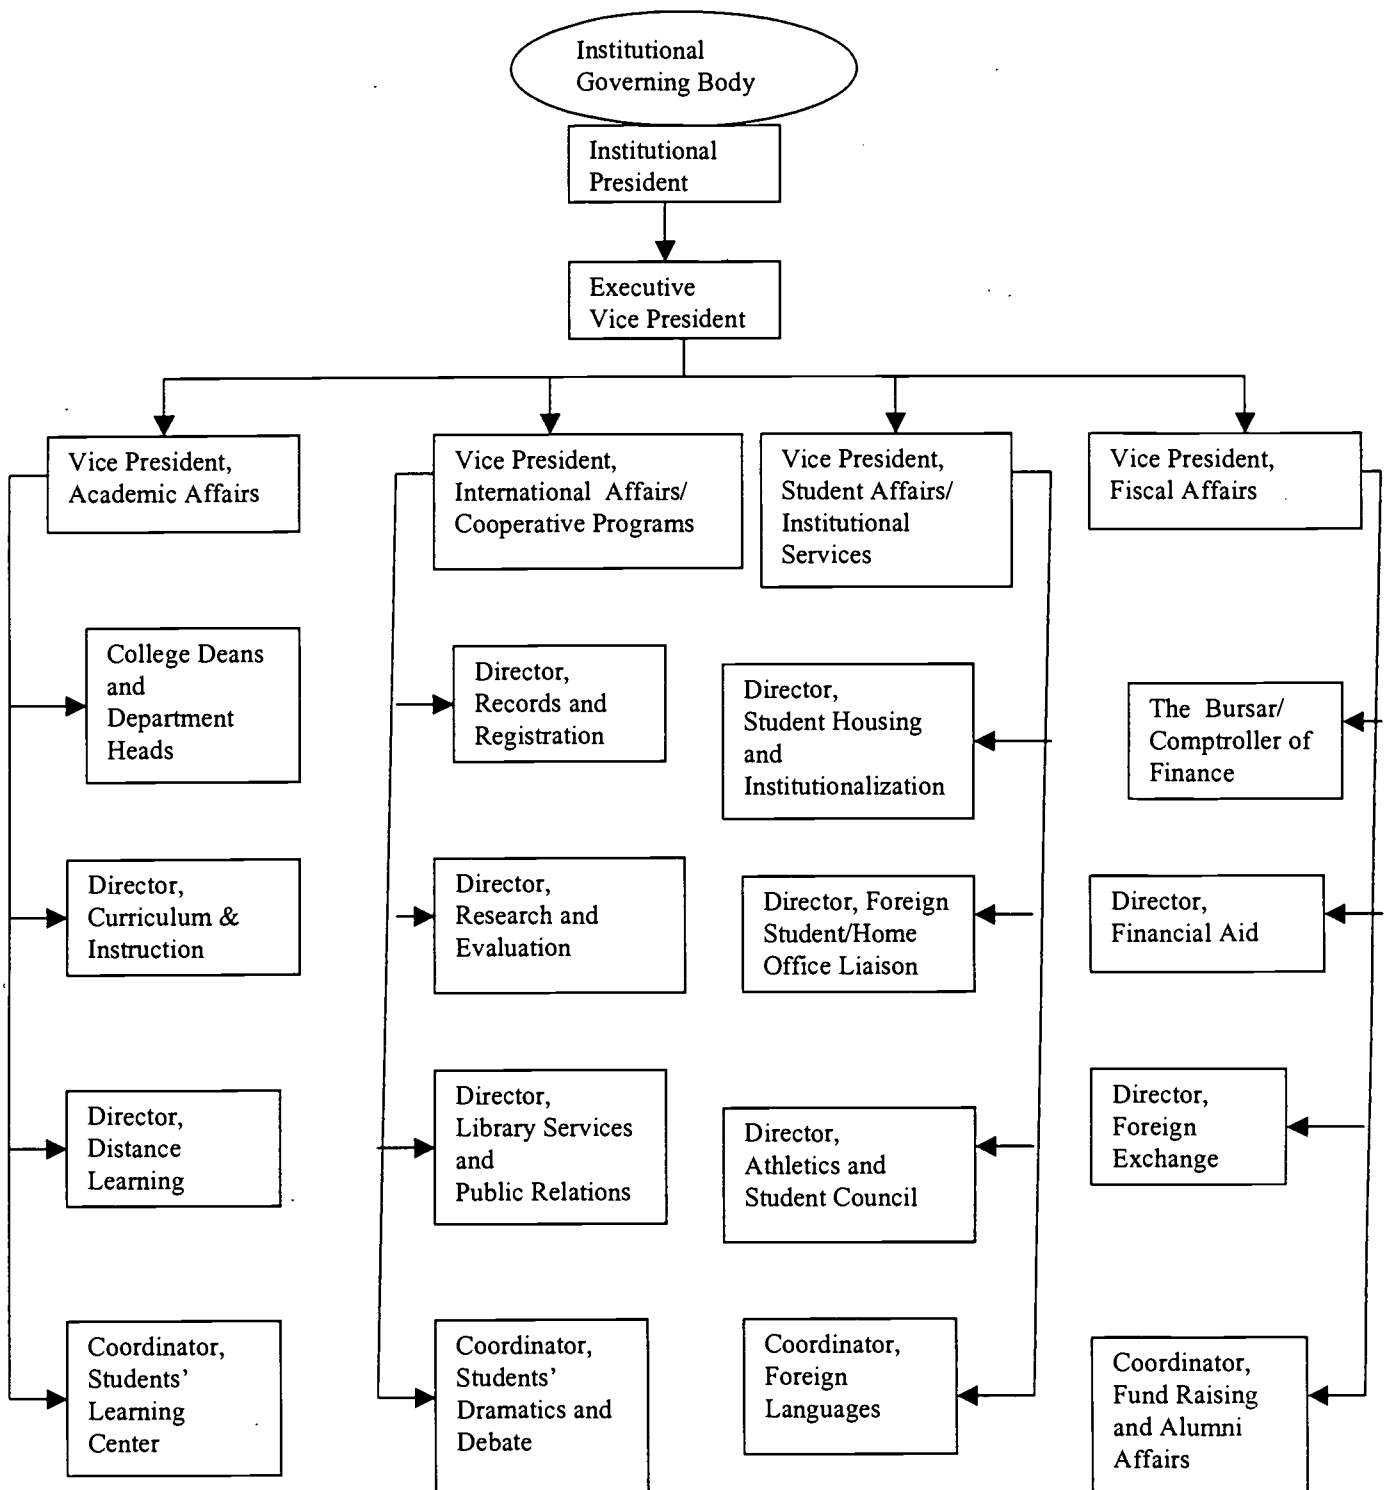 Institutional
Governing Body
Institutional
President
Executive
Vice President
Vice President,
Academic Affairs
Vice President,
International Affairs/
Cooperative Programs
Vice President,
Student Affairs/
Institutional
Services
Vice President,
Fiscal Affairs
College Deans
and
Department
Heads
Director,
Records and
Registration
Director,
Student Housing
and
Institutionalization
The Bursar/
Comptroller of
Finance
Director,
Curriculum &
Instruction
Director,
Research and
Evaluation
Director, Foreign
Student/Home
Office Liaison
Director,
Financial Aid
Director,
Distance
Learning
Director,
Library Services
and
Public Relations
Director,
Athletics and
Student Council
Director,
Foreign
Exchange
Coordinator,
Students’
Learning
Center
Coordinator,
Students’
Dramatics and
Debate
Coordinator,
Foreign
Languages
Coordinator,
Fund Raising
and Alumni
Affairs